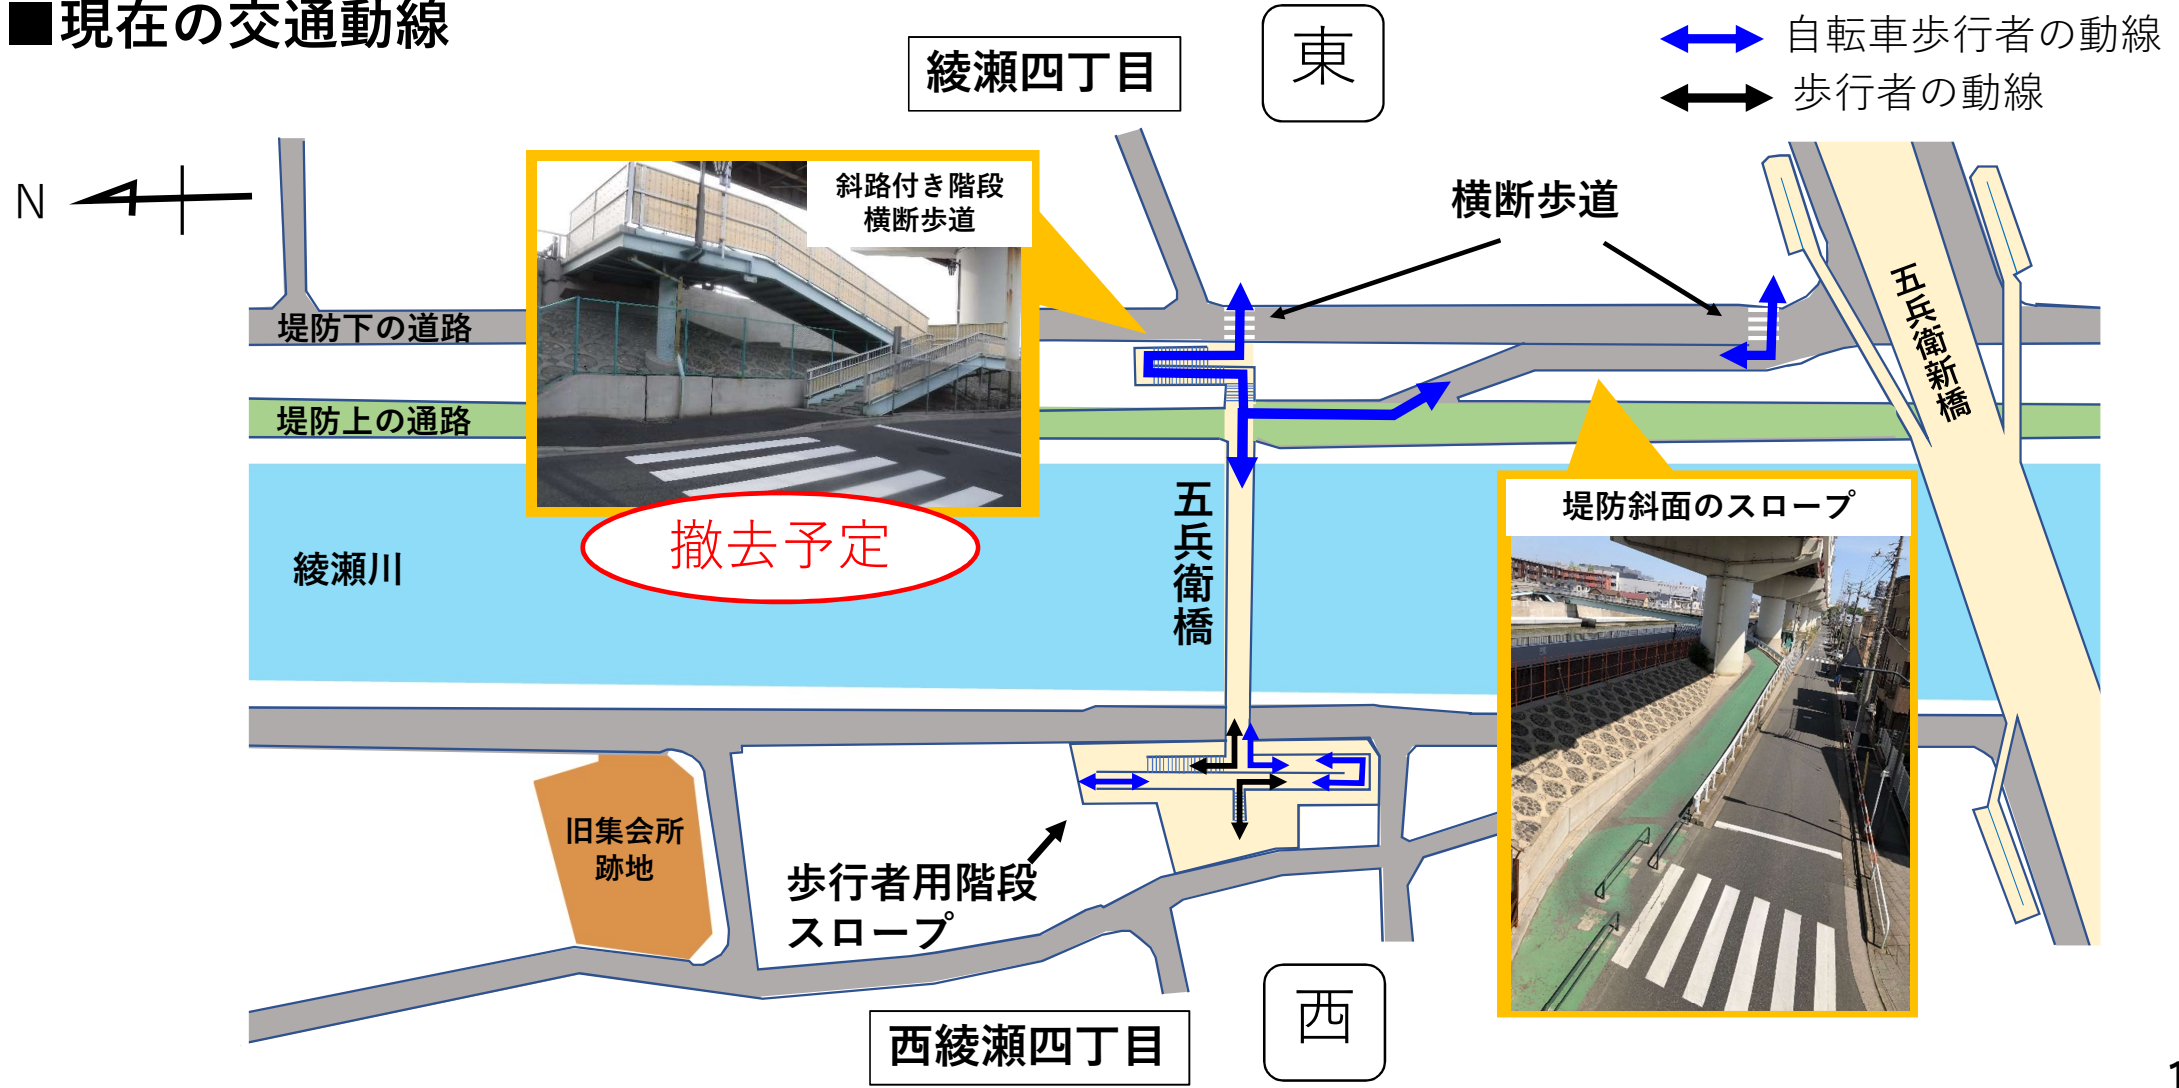 ■現在の交通動線
綾瀬四丁目
東
自転車歩行者の動線
歩行者の動線
N
斜路付き階段
横断歩道
横断歩道
堤防下の道路
堤防上の通路
五兵衛新橋
撤去予定
五兵衛橋
綾瀬川
堤防斜面のスロープ
旧集会所
跡地
歩行者用階段
スロープ
西綾瀬四丁目
西